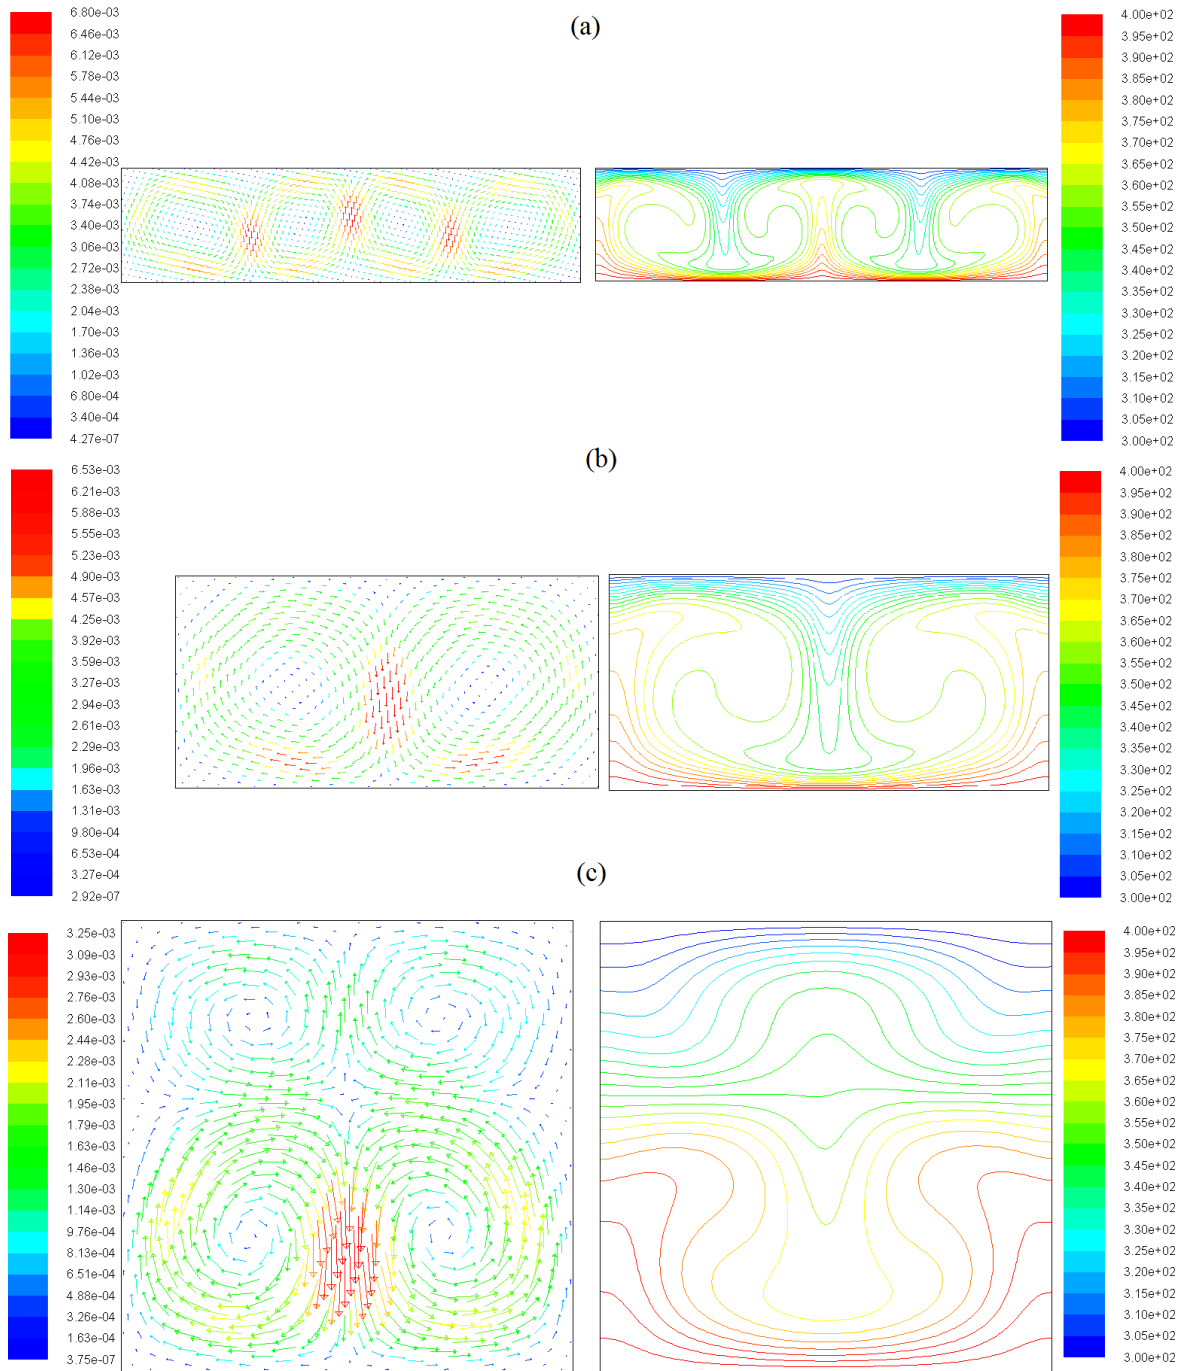 (a)
6.80e-03
6.46e-03
6.12e-03
5.78e-03
5.44e-03
5.10e-03
4.76e-03
4.42e-03
4.08e-03
3.74e-03
3.40e-03
3.06e-03
2.72e-03
2.38e-03
2.04e-03
1.70e-03
1.36e-03
1.02e-03
6.80e-04
3.40e-04
4.27e-07
4.00e+02
3.95e+02
3.90e+02
3.85e+02
3.80e+02
3.75e+02
3.70e+02
3.65e+02
3.60e+02
3.55e+02
3.50e+02
3.45e+02
3.40e+02
3.35e+02
3.30e+02
3.25e+02
3.20e+02
3.15e+02
3.10e+02
3.05e+02
3.00e+02
(b)
6.53e-03
6.21e-03
5.88e-03
5.55e-03
5.23e-03
4.90e-03
4.57e-03
4.25e-03
3.92e-03
3.59e-03
3.27e-03
2.94e-03
2.61e-03
2.29e-03
1.96e-03
1.63e-03
1.31e-03
9.80e-04
6.53e-04
3.27e-04
2.92e-07
4.00e+02
3.95e+02
3.90e+02
3.85e+02
3.80e+02
3.75e+02
3.70e+02
3.65e+02
3.60e+02
3.55e+02
3.50e+02
3.45e+02
3.40e+02
3.35e+02
3.30e+02
3.25e+02
3.20e+02
3.15e+02
3.10e+02
3.05e+02
3.00e+02
(c)
3.25e-03
3.09e-03
2.93e-03
2.76e-03
2.60e-03
2.44e-03
2.28e-03
2.11e-03
1.95e-03
1.79e-03
1.63e-03
1.46e-03
1.30e-03
1.14e-03
9.76e-04
8.13e-04
6.51e-04
4.88e-04
3.26e-04
1.63e-04
3.75e-07
4.00e+02
3.95e+02
3.90e+02
3.85e+02
3.80e+02
3.75e+02
3.70e+02
3.65e+02
3.60e+02
3.55e+02
3.50e+02
3.45e+02
3.40e+02
3.35e+02
3.30e+02
3.25e+02
3.20e+02
3.15e+02
3.10e+02
3.05e+02
3.00e+02